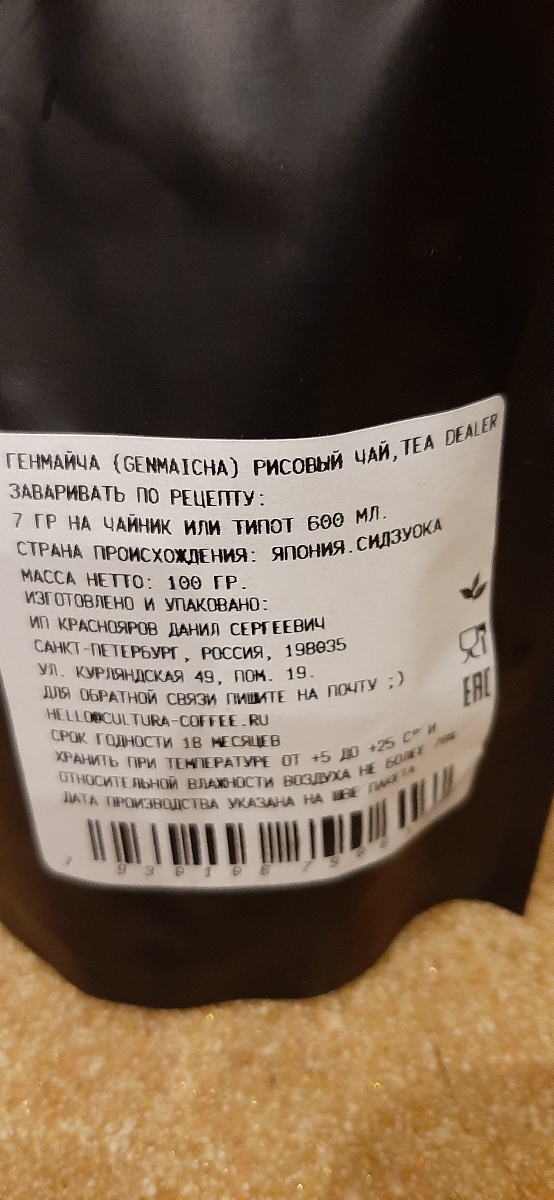 ГЕНМАЙЧА (GENMAICHA) РИСОВЫЙ ЧАЙ, TEA DEALER
ЗАВАРИВАТЬ ПО РЕЦЕПТУ:
7 ГР НА ЧАЙНИК ИЛИ ТИПОТ 600 МЛ.
СТРАНА ПРОИСХОЖДЕНИЯ: ЯПОНИЯ.СИДЗУОКА
МАССА НЕТТО: 100 ГР.
ИЗГОТОВЛЕНО И УПАКОВАНО:
ИП КРАСНОЯРОВ ДАНИЛ СЕРГЕЕВИЧ
САНКТ-ПЕТЕРБУРГ, РОССИЯ, 198035
УЛ. КУРЛЯНДСКАЯ 49, ПОМ. 19.
ДЛЯ ОБРАТНОЙ СВЯЗИ ПИШИТЕ НА ПОЧТУ ;)
HELLO@CULTURA-COFFEE.RU
СРОК ГОДНОСТИ 18 МЕСЯЦЕВ
ХРАНИТЬ ПРИ ТЕМПЕРАТУРЕ ОТ +5 ДО +25 С° И
ОТНОСИТЕЛЬНОЙ ВЛАЖНОСТИ ВОЗДУХА НЕ БОЛЕЕ
ДАТА ПРОИЗВОДСТВА УКАЗАНА НА ШВЕ ПАКЕТА
EAC